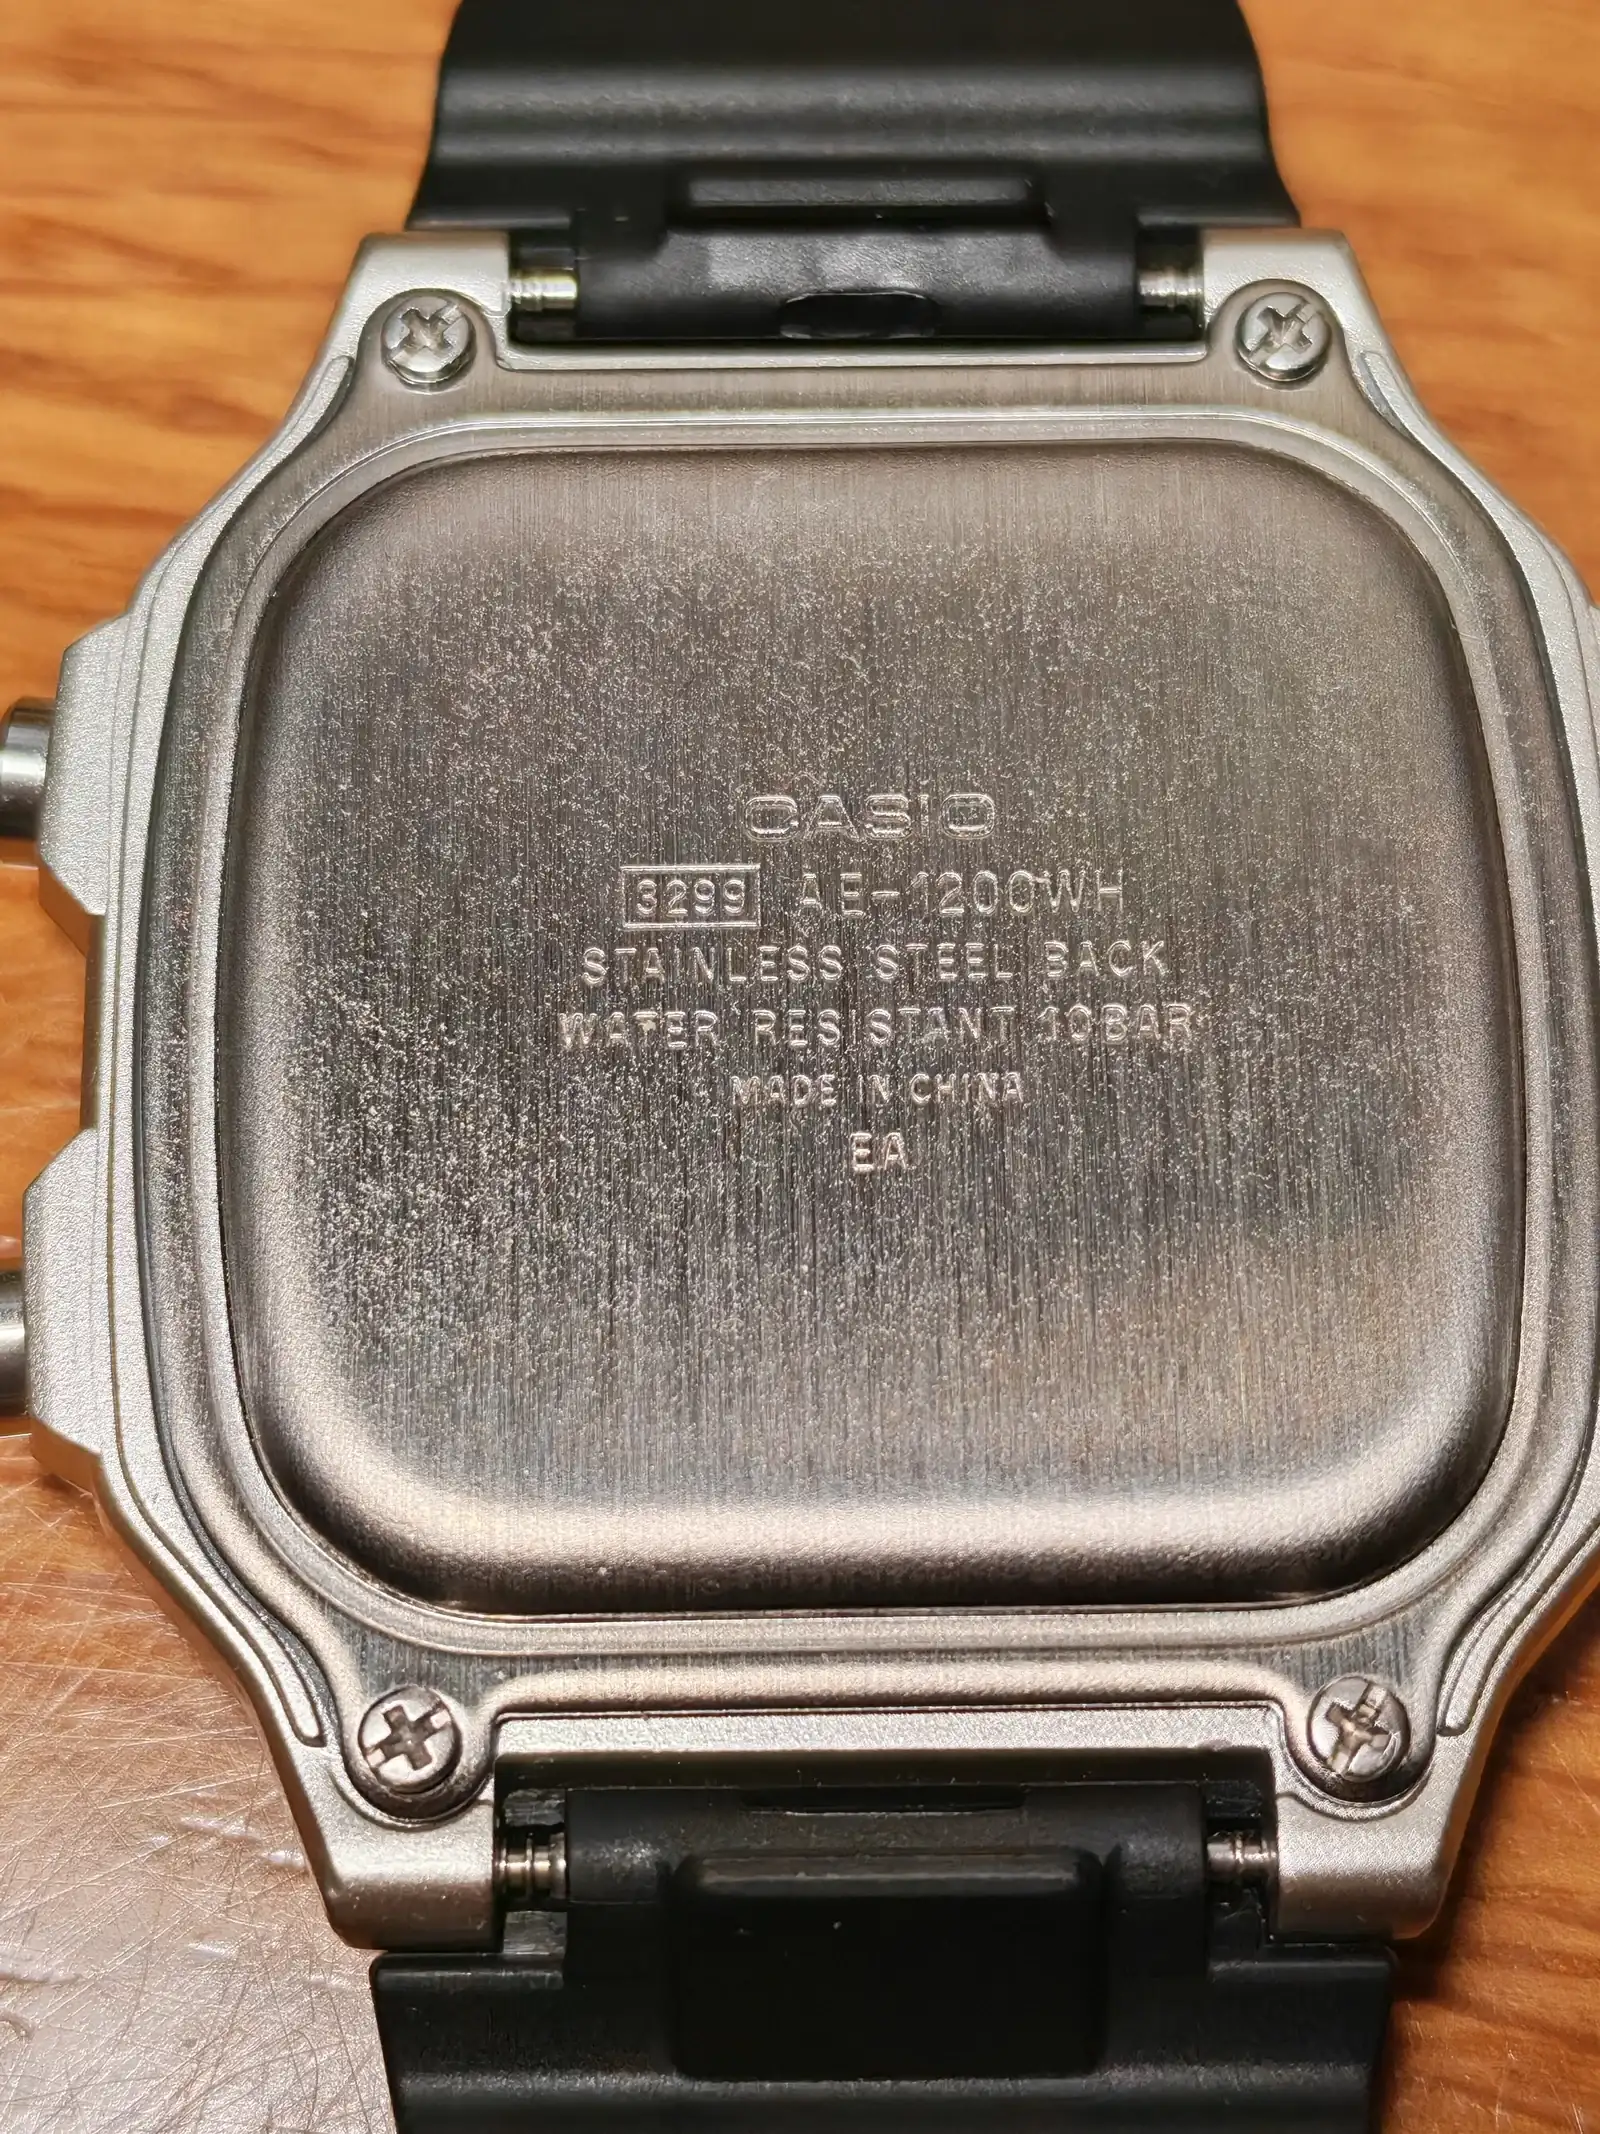 CASIO
3299 AE-1200WH
STAINLESS STEEL BACK
WATER RESISTANT 10BAR
MADE IN CHINA
EA